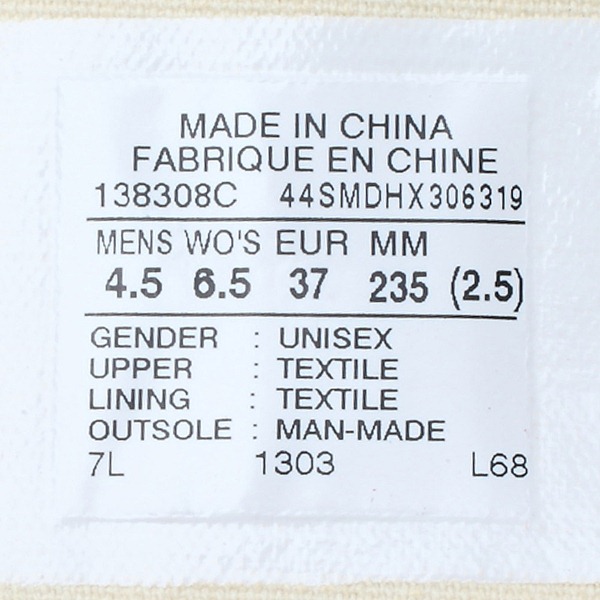 MADE IN CHINA
FABRIQUE EN CHINE
138308C 44SMDHX306319
MENS WO'S EUR MM
4.5 6.5 37 235 (2.5)
GENDER : UNISEX
UPPER : TEXTILE
LINING : TEXTILE
OUTSOLE : MAN-MADE
7L 1303 L68